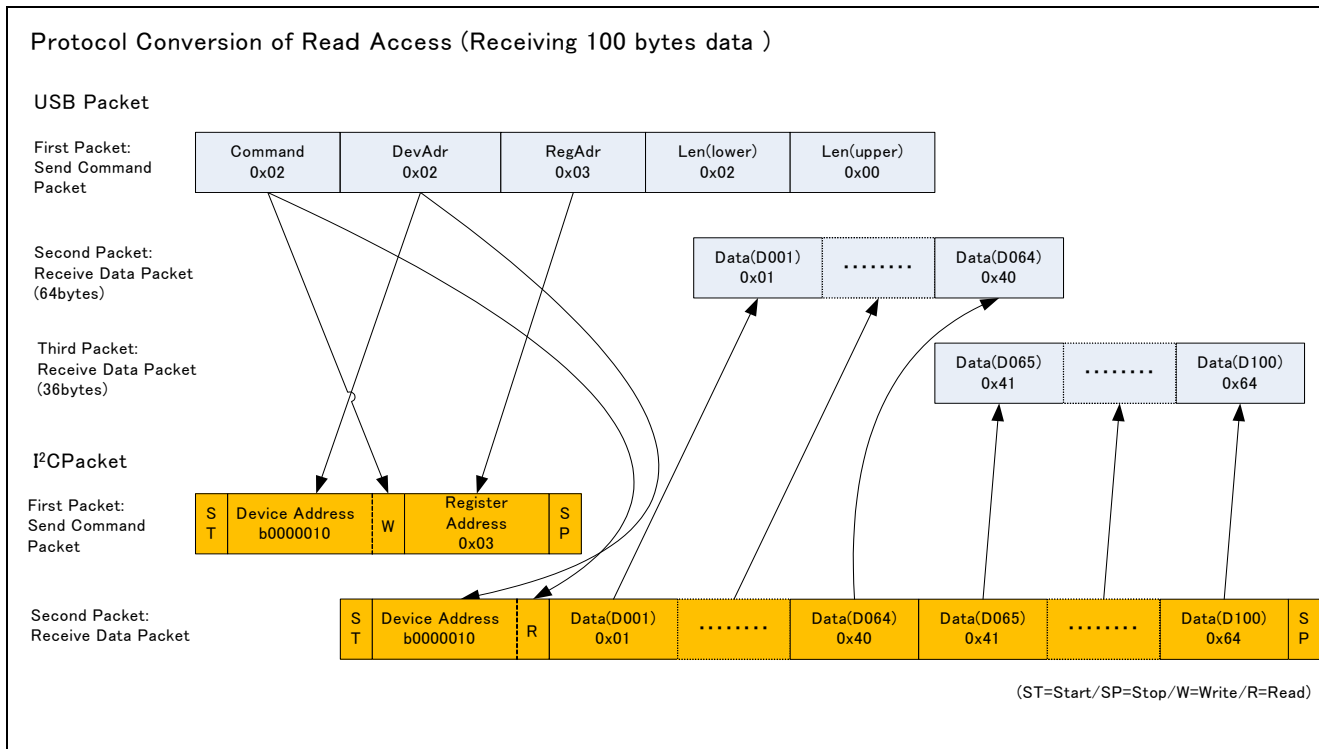 Protocol Conversion of Read Access (Receiving 100 bytes data )
USB Packet
First Packet:
Send Command
Packet
Command
0x02
DevAdr
0x02
RegAdr
0x03
Len(lower)
0x02
Len(upper)
0x00
Second Packet:
Receive Data Packet
(64bytes)
Data(D001)
0x01
････････
Data(D064)
0x40
Third Packet:
Receive Data Packet
(36bytes)
Data(D065)
0x41
････････
Data(D100)
0x64
I²CPacket
First Packet:
Send Command
Packet
S
T
Device Address
b0000010
W
Register
Address
0x03
S
P
Second Packet:
Receive Data Packet
S
T
Device Address
b0000010
R
Data(D001)
0x01
････････
Data(D064)
0x40
Data(D065)
0x41
････････
Data(D100)
0x64
S
P
(ST=Start/SP=Stop/W=Write/R=Read)